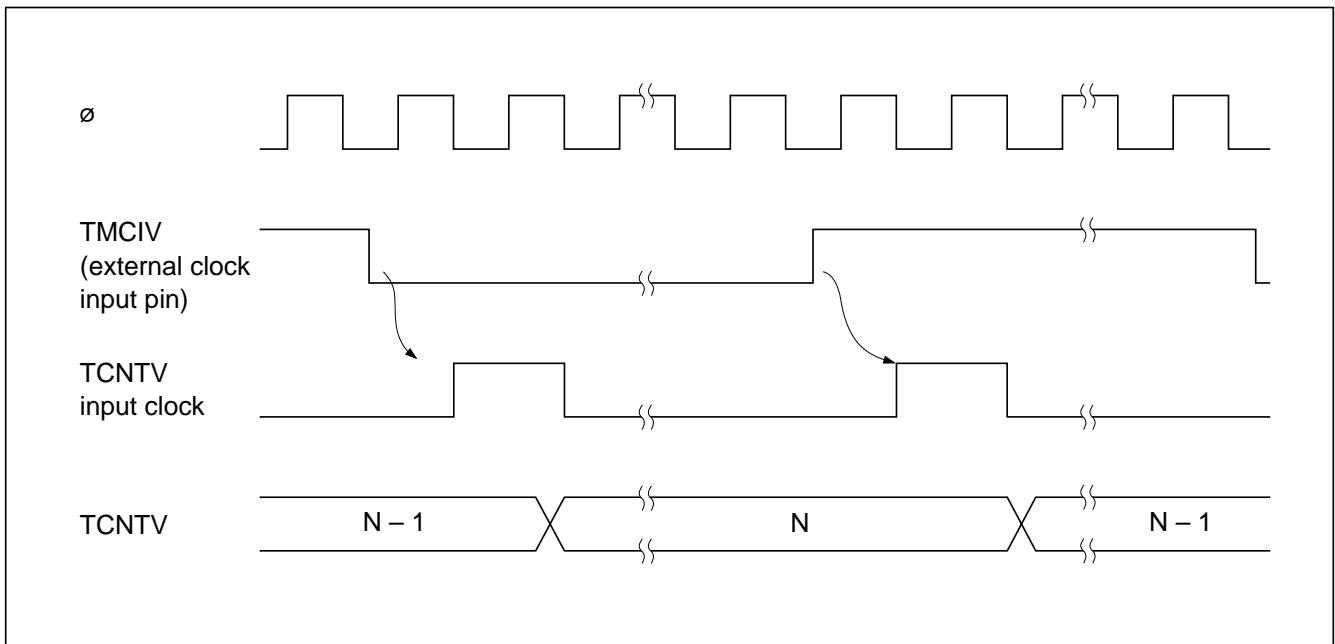 ø
TMCIV
(external clock
input pin)
TCNTV
input clock
TCNTV
N – 1
N
N – 1